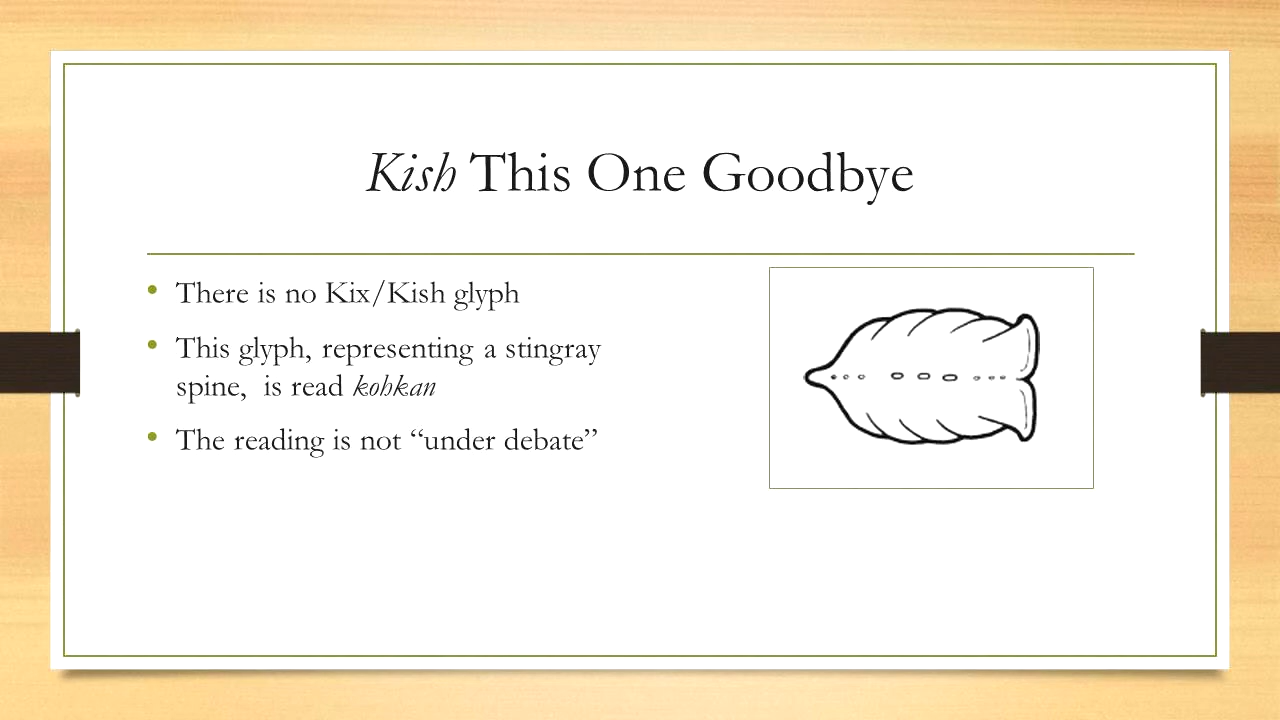 Kish This One Goodbye
• There is no Kix/Kish glyph
• This glyph, representing a stingray
spine,  is read kohkan
• The reading is not “under debate”